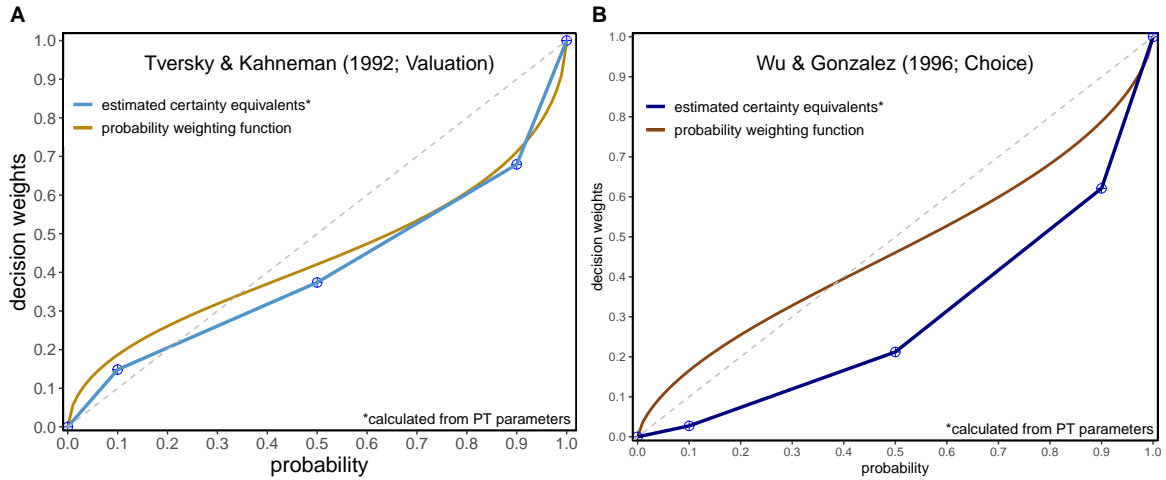 A
Tversky & Kahneman (1992; Valuation)
estimated certainty equivalents*
probability weighting function
decision weights
1.0
0.9
0.8
0.7
0.6
0.5
0.4
0.3
0.2
0.1
0.0
*calculated from PT parameters
0.0 0.1 0.2 0.3 0.4 0.5 0.6 0.7 0.8 0.9 1.0
probability
B
Wu & Gonzalez (1996; Choice)
estimated certainty equivalents*
probability weighting function
decision weights
1.0
0.9
0.8
0.7
0.6
0.5
0.4
0.3
0.2
0.1
0.0
*calculated from PT parameters
0.0 0.1 0.2 0.3 0.4 0.5 0.6 0.7 0.8 0.9 1.0
probability